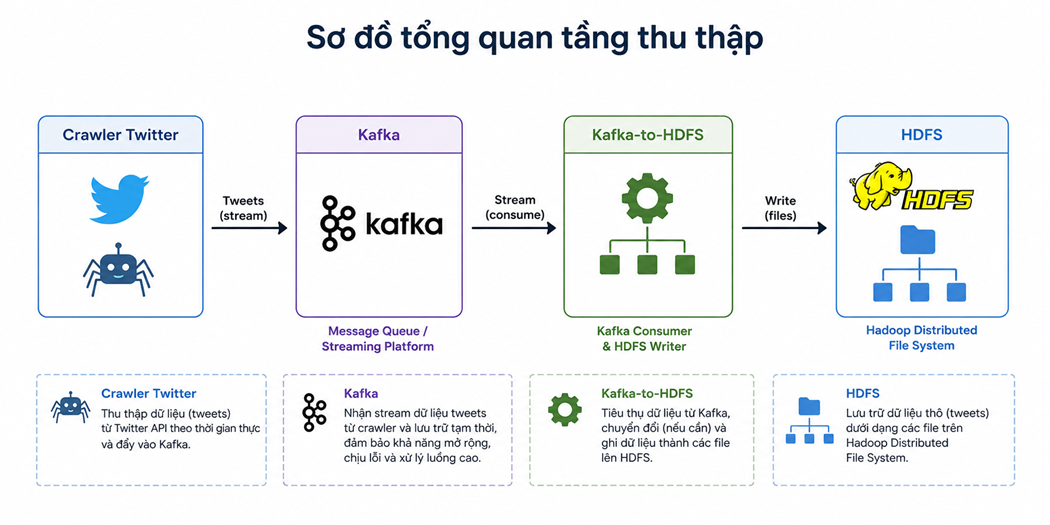 Sơ đồ tổng quan tầng thu thập
Crawler Twitter
Kafka
Kafka-to-HDFS
HDFS
Tweets
(stream)
kafka
Stream
(consume)
Write
(files)
HDFS
Message Queue /
Streaming Platform
Kafka Consumer
& HDFS Writer
Hadoop Distributed
File System
Crawler Twitter
Thu thập dữ liệu (tweets)
từ Twitter API theo thời gian thực
và đẩy vào Kafka.
Kafka
Nhận stream dữ liệu tweets
từ crawler và lưu trữ tạm thời,
đảm bảo khả năng mở rộng,
chịu lỗi và xử lý luồng cao.
Kafka-to-HDFS
Tiêu thụ dữ liệu từ Kafka,
chuyển đổi (nếu cần) và
ghi dữ liệu thành các file
lên HDFS.
HDFS
Lưu trữ dữ liệu thô (tweets)
dưới dạng các file trên
Hadoop Distributed
File System.